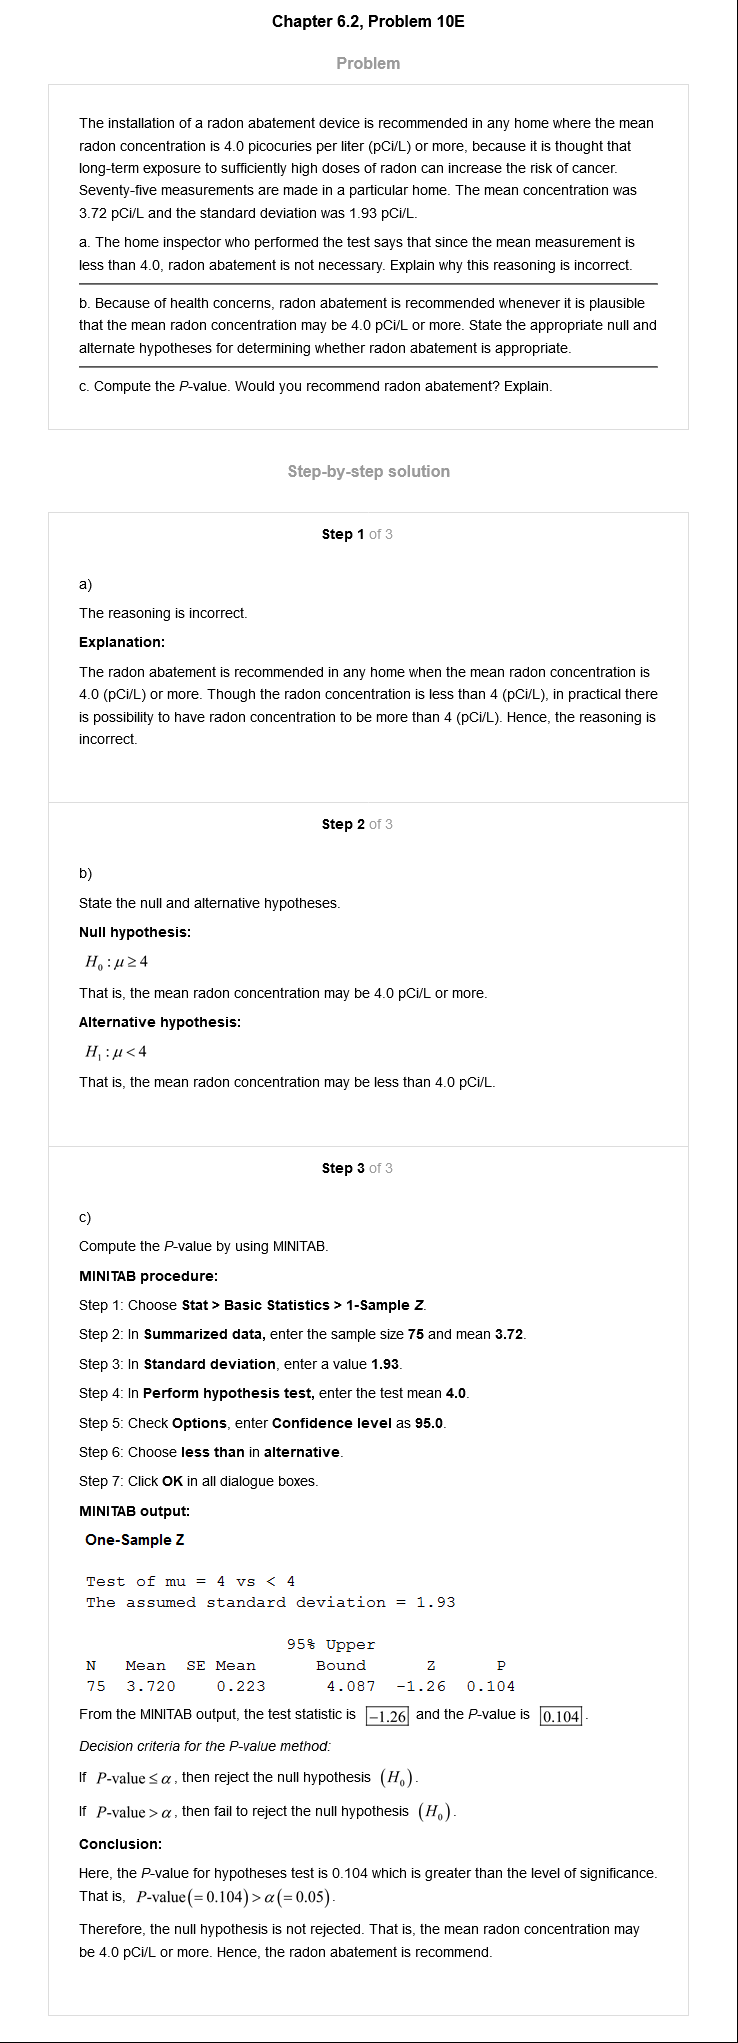 Chapter 6.2, Problem 10E
Problem
The installation of a radon abatement device is recommended in any home where the mean
radon concentration is 4.0 picocuries per liter (pCi/L) or more, because it is thought that
long-term exposure to sufficiently high doses of radon can increase the risk of cancer.
Seventy-five measurements are made in a particular home. The mean concentration was
3.72 pCi/L and the standard deviation was 1.93 pCi/L.
a. The home inspector who performed the test says that since the mean measurement is
less than 4.0, radon abatement is not necessary. Explain why this reasoning is incorrect.
b. Because of health concerns, radon abatement is recommended whenever it is plausible
that the mean radon concentration may be 4.0 pCi/L or more. State the appropriate null and
alternate hypotheses for determining whether radon abatement is appropriate.
c. Compute the P-value. Would you recommend radon abatement? Explain.
Step-by-step solution
Step 1 of 3
a)
The reasoning is incorrect.
Explanation:
The radon abatement is recommended in any home when the mean radon concentration is
4.0 (pCi/L) or more. Though the radon concentration is less than 4 (pCi/L), in practical there
is possibility to have radon concentration to be more than 4 (pCi/L). Hence, the reasoning is
incorrect.
Step 2 of 3
b)
State the null and alternative hypotheses.
Null hypothesis:
H₀ : μ ≥ 4
That is, the mean radon concentration may be 4.0 pCi/L or more.
Alternative hypothesis:
H₁ : μ < 4
That is, the mean radon concentration may be less than 4.0 pCi/L.
Step 3 of 3
c)
Compute the P-value by using MINITAB.
MINITAB procedure:
Step 1: Choose Stat > Basic Statistics > 1-Sample Z.
Step 2: In Summarized data, enter the sample size 75 and mean 3.72.
Step 3: In Standard deviation, enter a value 1.93.
Step 4: In Perform hypothesis test, enter the test mean 4.0.
Step 5: Check Options, enter Confidence level as 95.0.
Step 6: Choose less than in alternative.
Step 7: Click OK in all dialogue boxes.
MINITAB output:
One-Sample Z
Test of mu = 4 vs < 4
The assumed standard deviation = 1.93
95% Upper
N Mean SE Mean Bound Z P
75 3.720 0.223 4.087 -1.26 0.104
From the MINITAB output, the test statistic is −1.26 and the P-value is 0.104.
Decision criteria for the P-value method:
If P-value ≤ α, then reject the null hypothesis (H₀).
If P-value > α, then fail to reject the null hypothesis (H₀).
Conclusion:
Here, the P-value for hypotheses test is 0.104 which is greater than the level of significance.
That is, P-value(= 0.104) > α(= 0.05).
Therefore, the null hypothesis is not rejected. That is, the mean radon concentration may
be 4.0 pCi/L or more. Hence, the radon abatement is recommend.